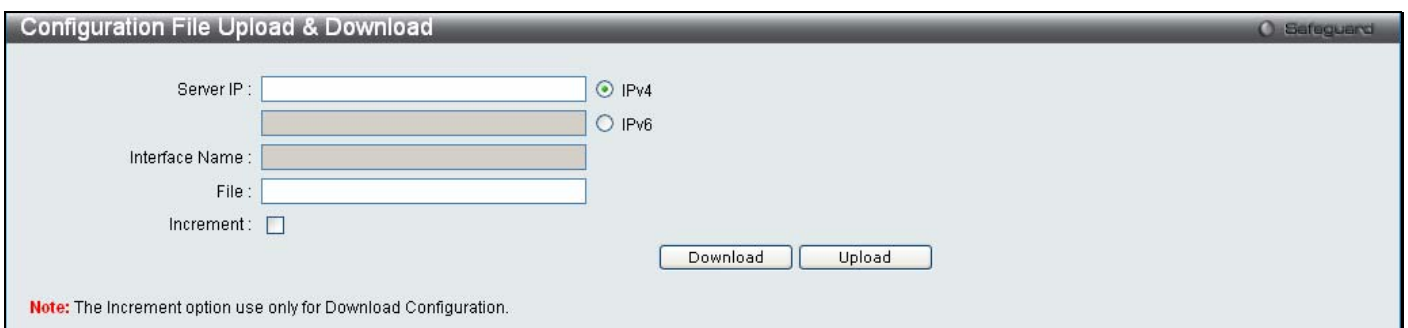 Configuration File Upload & Download
Safeguard
Server IP :
IPv4
IPv6
Interface Name :
File :
Increment :
Download
Upload
Note: The Increment option use only for Download Configuration.